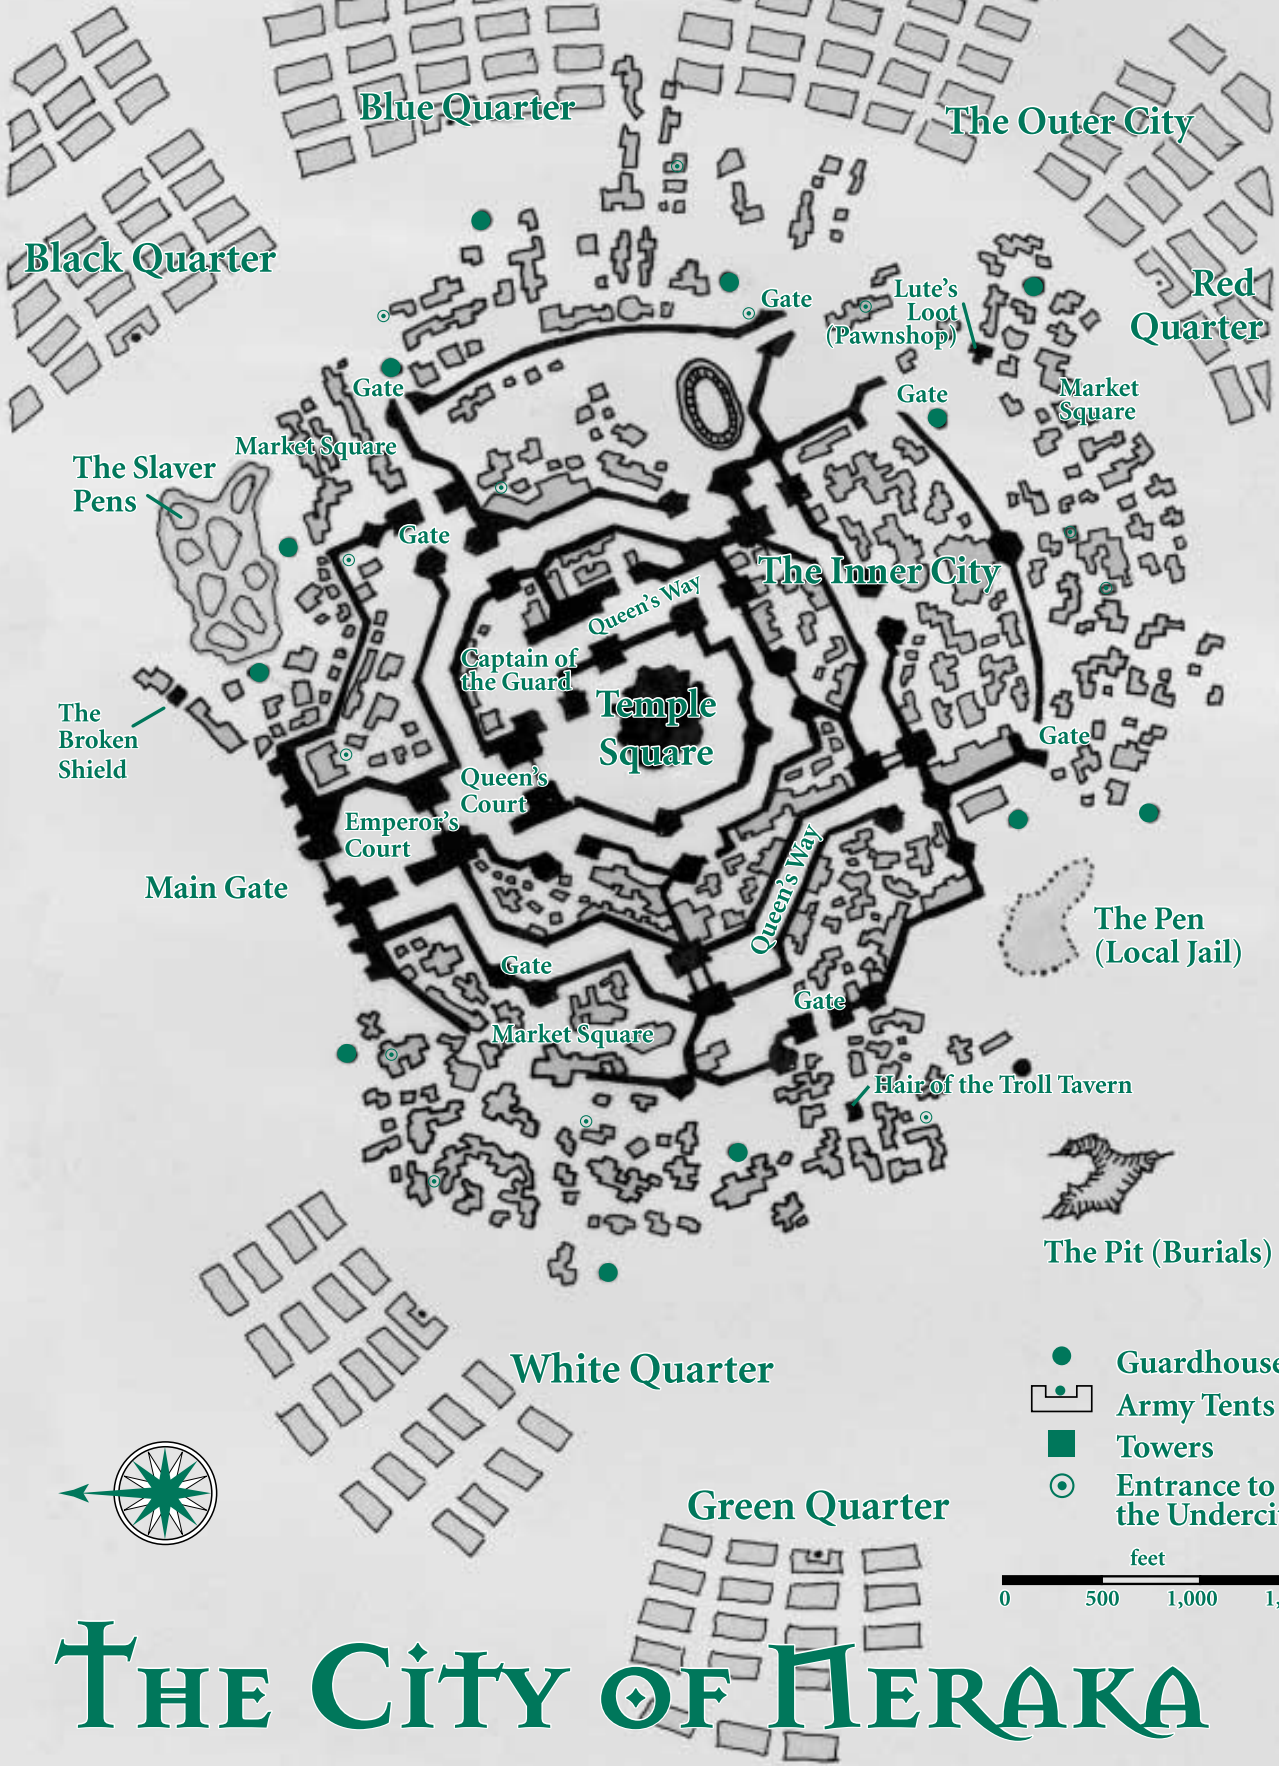 Blue Quarter
The Outer City
Black Quarter
Red
Quarter
Gate
Lute's
Loot
(Pawnshop)
Gate
Gate
Market
Square
Market Square
The Slaver
Pens
Gate
The Inner City
Queen's Way
Captain of
the Guard
Temple
Square
The
Broken
Shield
Gate
Queen's
Court
Emperor's
Court
Main Gate
Queen's Way
The Pen
(Local Jail)
Gate
Gate
Market Square
Hair of the Troll Tavern
The Pit (Burials)
White Quarter
Guardhouse
Army Tents
Towers
Entrance to
the Underci
Green Quarter
feet
0 500 1,000 1,
The City of Neraka